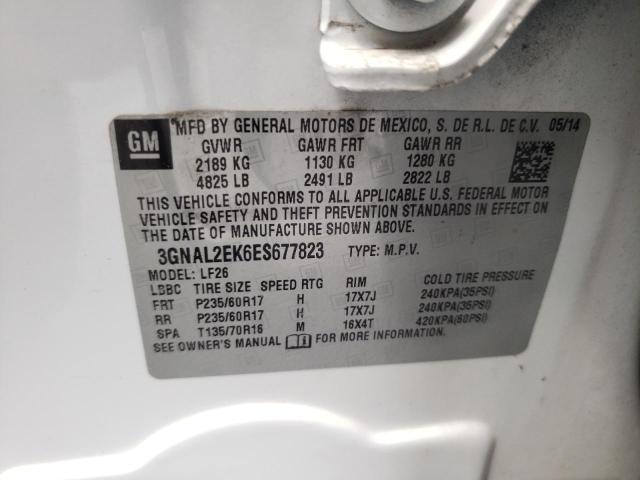 GM MFD BY GENERAL MOTORS DE MEXICO, S. DE R.L. DE C.V. 05/14
GVWR GAWR FRT GAWR RR
2189 KG 1130 KG 1280 KG
4825 LB 2491 LB 2822 LB
THIS VEHICLE CONFORMS TO ALL APPLICABLE U.S. FEDERAL MOTOR
VEHICLE SAFETY AND THEFT PREVENTION STANDARDS IN EFFECT ON
THE DATE OF MANUFACTURE SHOWN ABOVE.
3GNAL2EK6ES677823 TYPE: M.P.V.
MODEL: LF26
LBBC TIRE SIZE SPEED RTG RIM COLD TIRE PRESSURE
FRT P235/60R17 H 17X7J 240KPA(35PSI)
RR P235/60R17 H 17X7J 240KPA(35PSI)
SPA T135/70R16 M 16X4T 420KPA(60PSI)
SEE OWNER'S MANUAL FOR MORE INFORMATION.